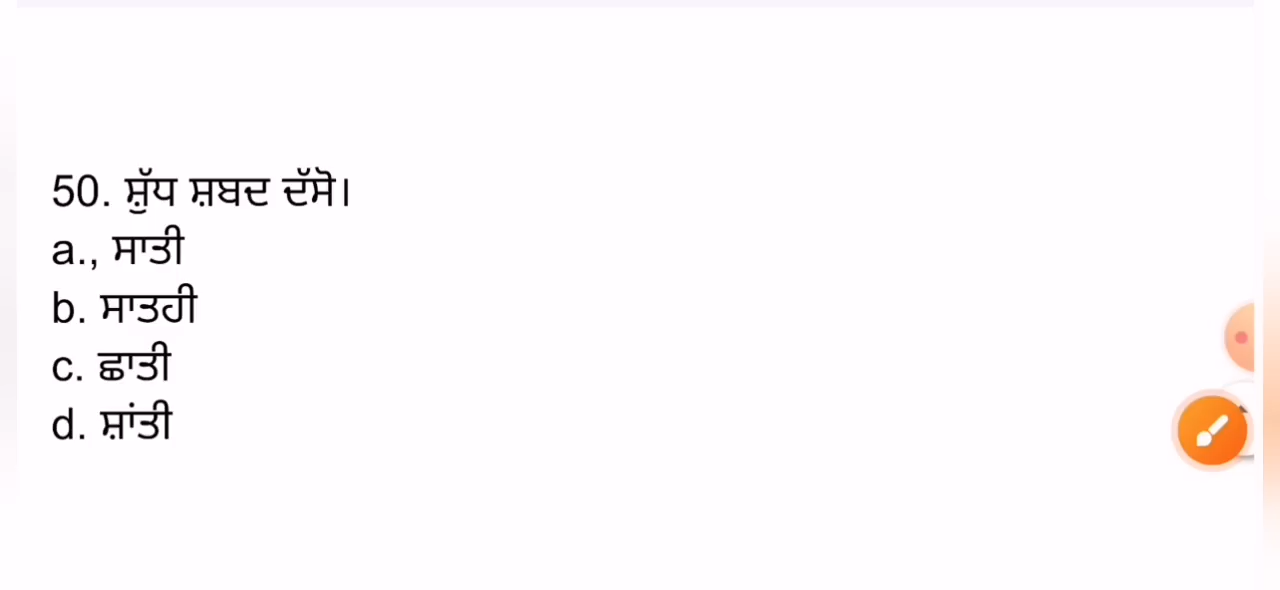 50. ਸ਼ੁੱਧ ਸ਼ਬਦ ਦੱਸੋ।
a., ਸਾਤੀ
b. ਸਾਤਹੀ
c. ਛਾਤੀ
d. ਸ਼ਾਂਤੀ